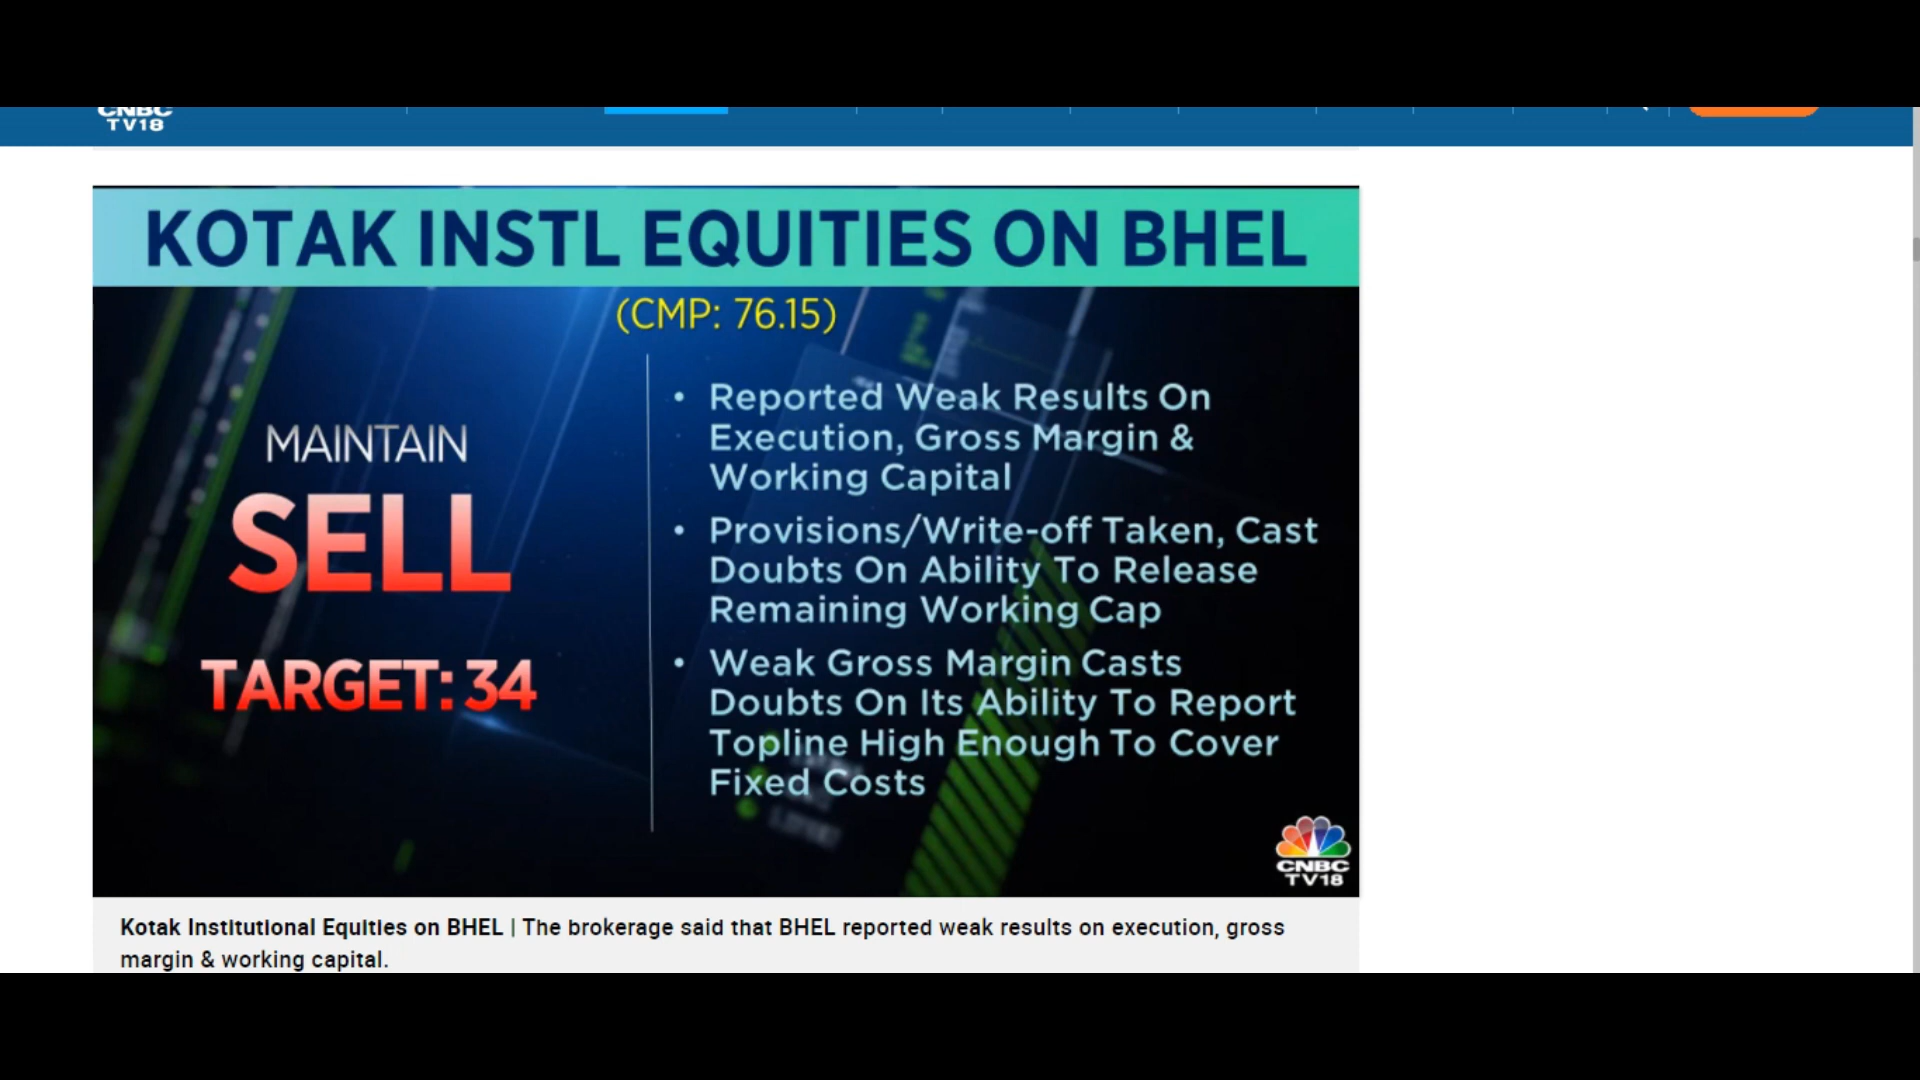 CNBC
TV18
KOTAK INSTL EQUITIES ON BHEL
(CMP: 76.15)
MAINTAIN
SELL
TARGET: 34
• Reported Weak Results On
Execution, Gross Margin &
Working Capital
• Provisions/Write-off Taken, Cast
Doubts On Ability To Release
Remaining Working Cap
• Weak Gross Margin Casts
Doubts On Its Ability To Report
Topline High Enough To Cover
Fixed Costs
CNBC
TV18
Kotak Institutional Equities on BHEL | The brokerage said that BHEL reported weak results on execution, gross
margin & working capital.